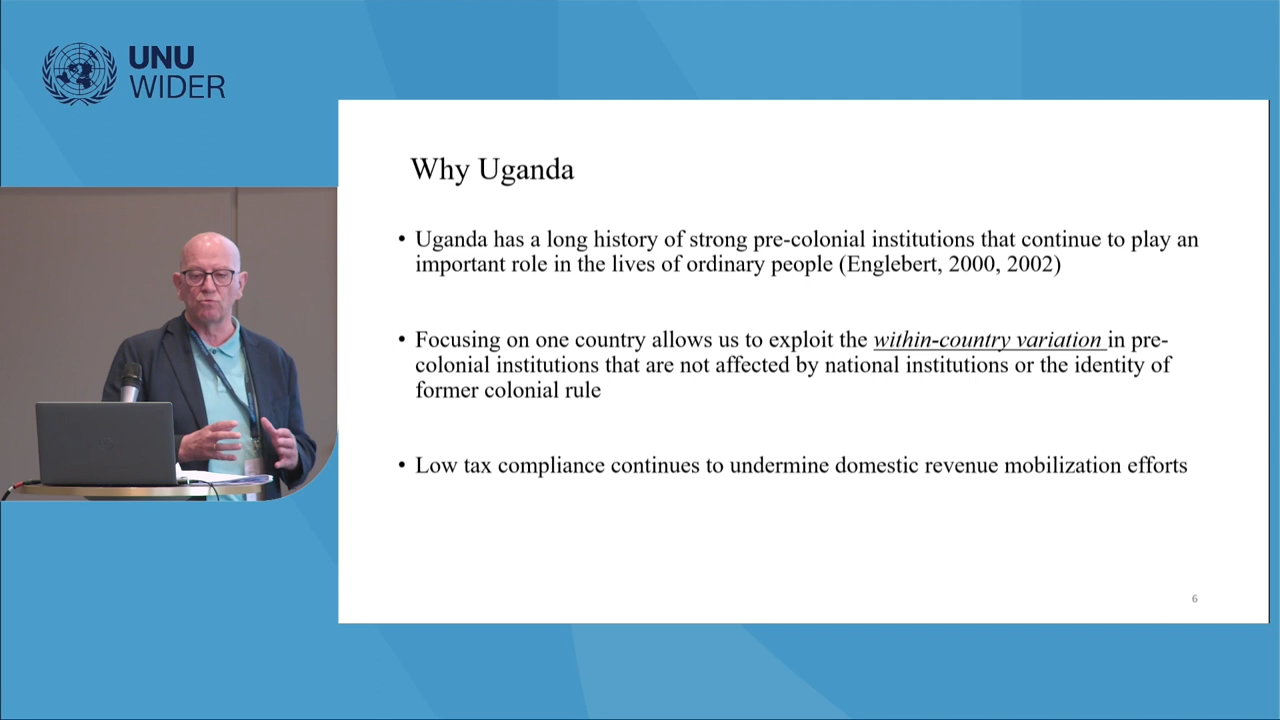 UNU
WIDER
Why Uganda
• Uganda has a long history of strong pre-colonial institutions that continue to play an
important role in the lives of ordinary people (Englebert, 2000, 2002)
• Focusing on one country allows us to exploit the within-country variation in pre-
colonial institutions that are not affected by national institutions or the identity of
former colonial rule
• Low tax compliance continues to undermine domestic revenue mobilization efforts
6